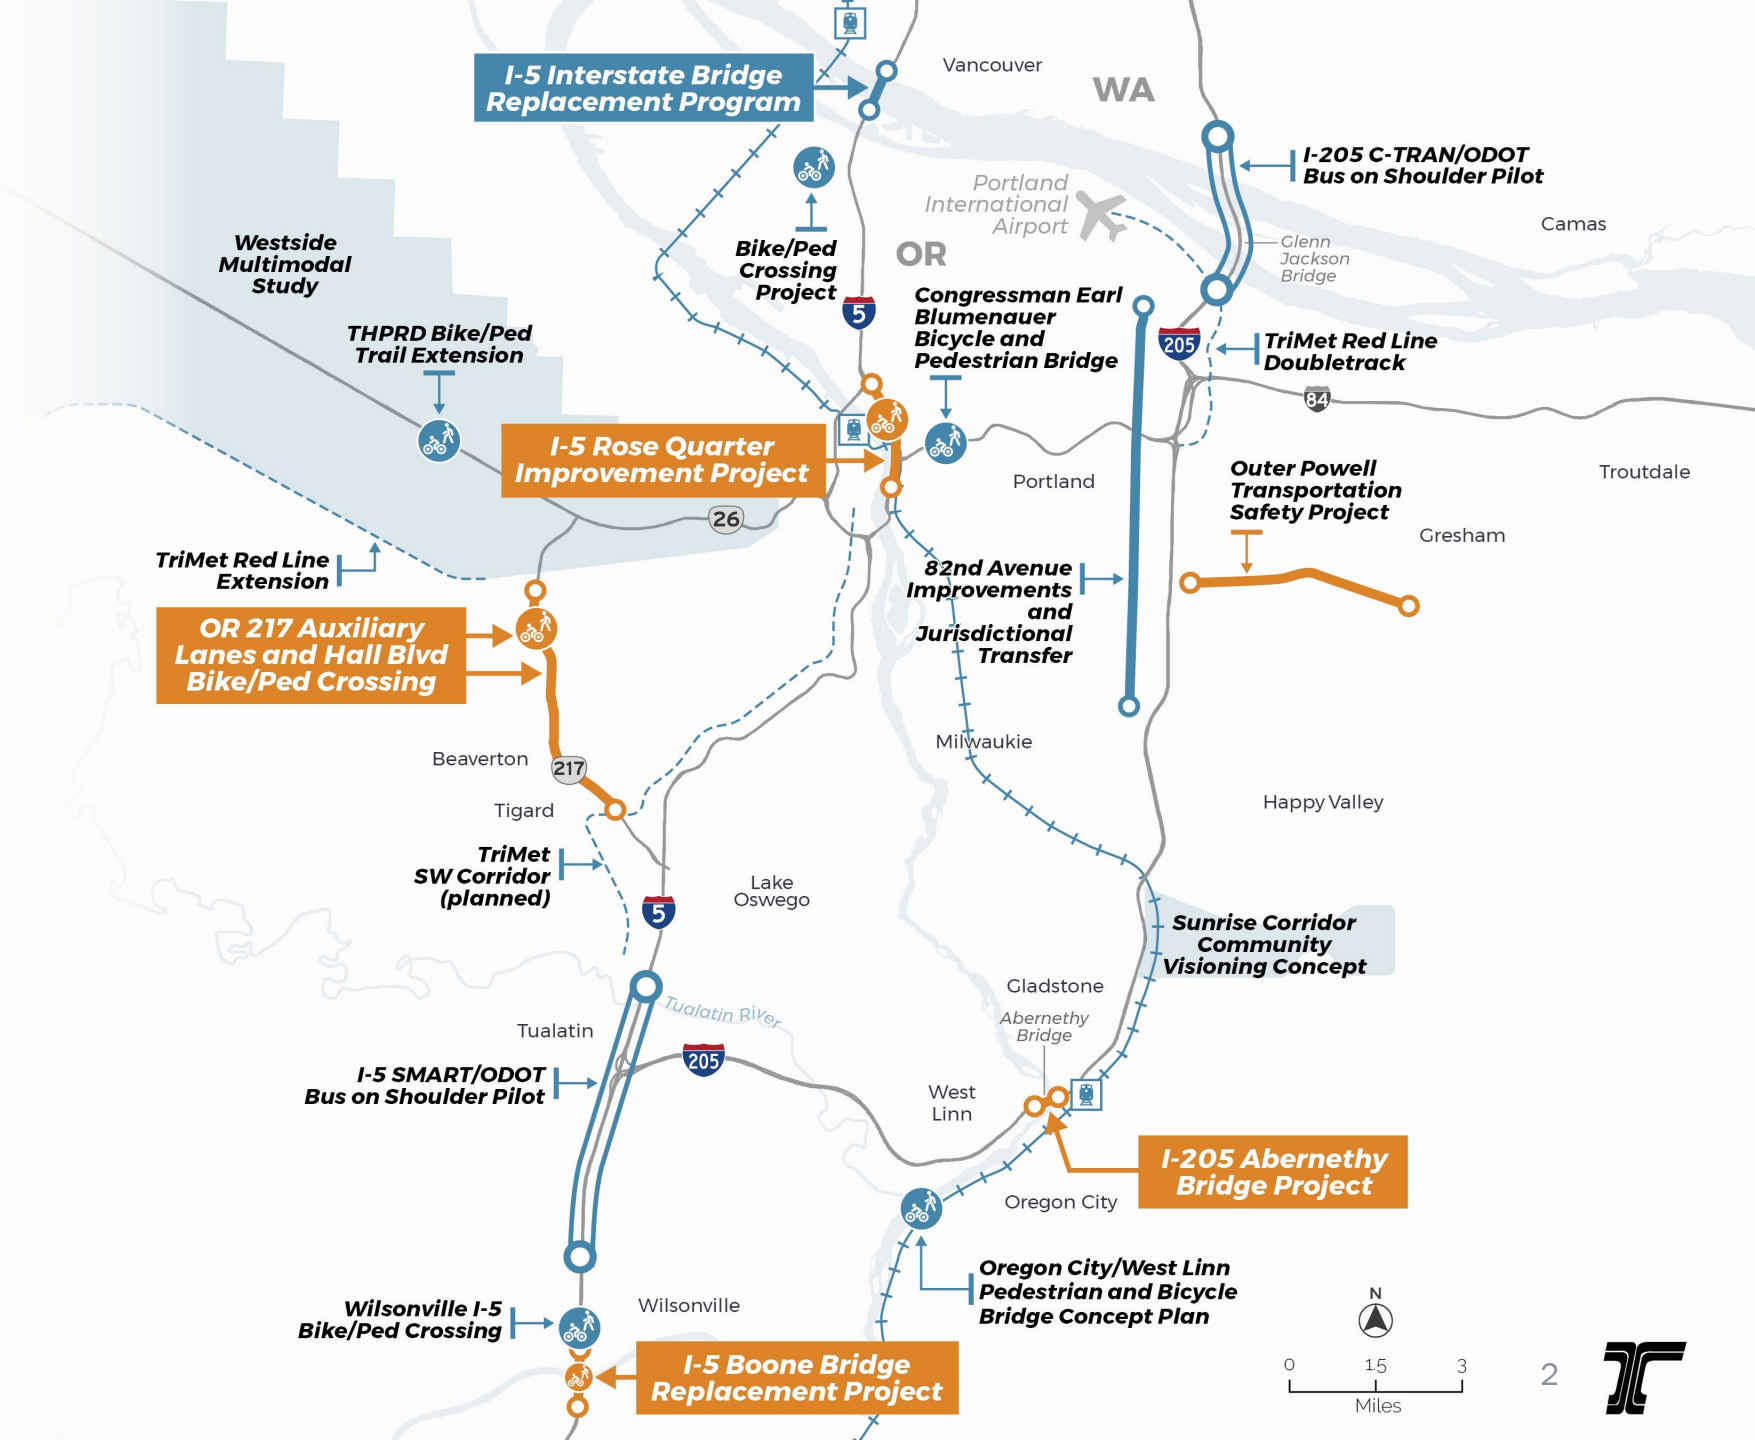 I-5 Interstate Bridge
Replacement Program
Vancouver
WA
I-205 C-TRAN/ODOT
Bus on Shoulder Pilot
Portland
International
Airport
Camas
Westside
Multimodal
Study
Bike/Ped
Crossing
Project
OR
Glenn
Jackson
Bridge
5
Congressman Earl
Blumenauer
Bicycle and
Pedestrian Bridge
THPRD Bike/Ped
Trail Extension
205
TriMet Red Line
Doubletrack
84
I-5 Rose Quarter
Improvement Project
Portland
Outer Powell
Transportation
Safety Project
Troutdale
26
Gresham
TriMet Red Line
Extension
82nd Avenue
Improvements
and
Jurisdictional
Transfer
OR 217 Auxiliary
Lanes and Hall Blvd
Bike/Ped Crossing
Milwaukie
Beaverton
217
Tigard
Happy Valley
TriMet
SW Corridor
(planned)
Lake
Oswego
5
Sunrise Corridor
Community
Visioning Concept
Gladstone
Tualatin River
Abernethy
Bridge
Tualatin
205
I-5 SMART/ODOT
Bus on Shoulder Pilot
West
Linn
I-205 Abernethy
Bridge Project
Oregon City
Oregon City/West Linn
Pedestrian and Bicycle
Bridge Concept Plan
Wilsonville I-5
Bike/Ped Crossing
Wilsonville
N
I-5 Boone Bridge
Replacement Project
0 1.5 3
Miles
2